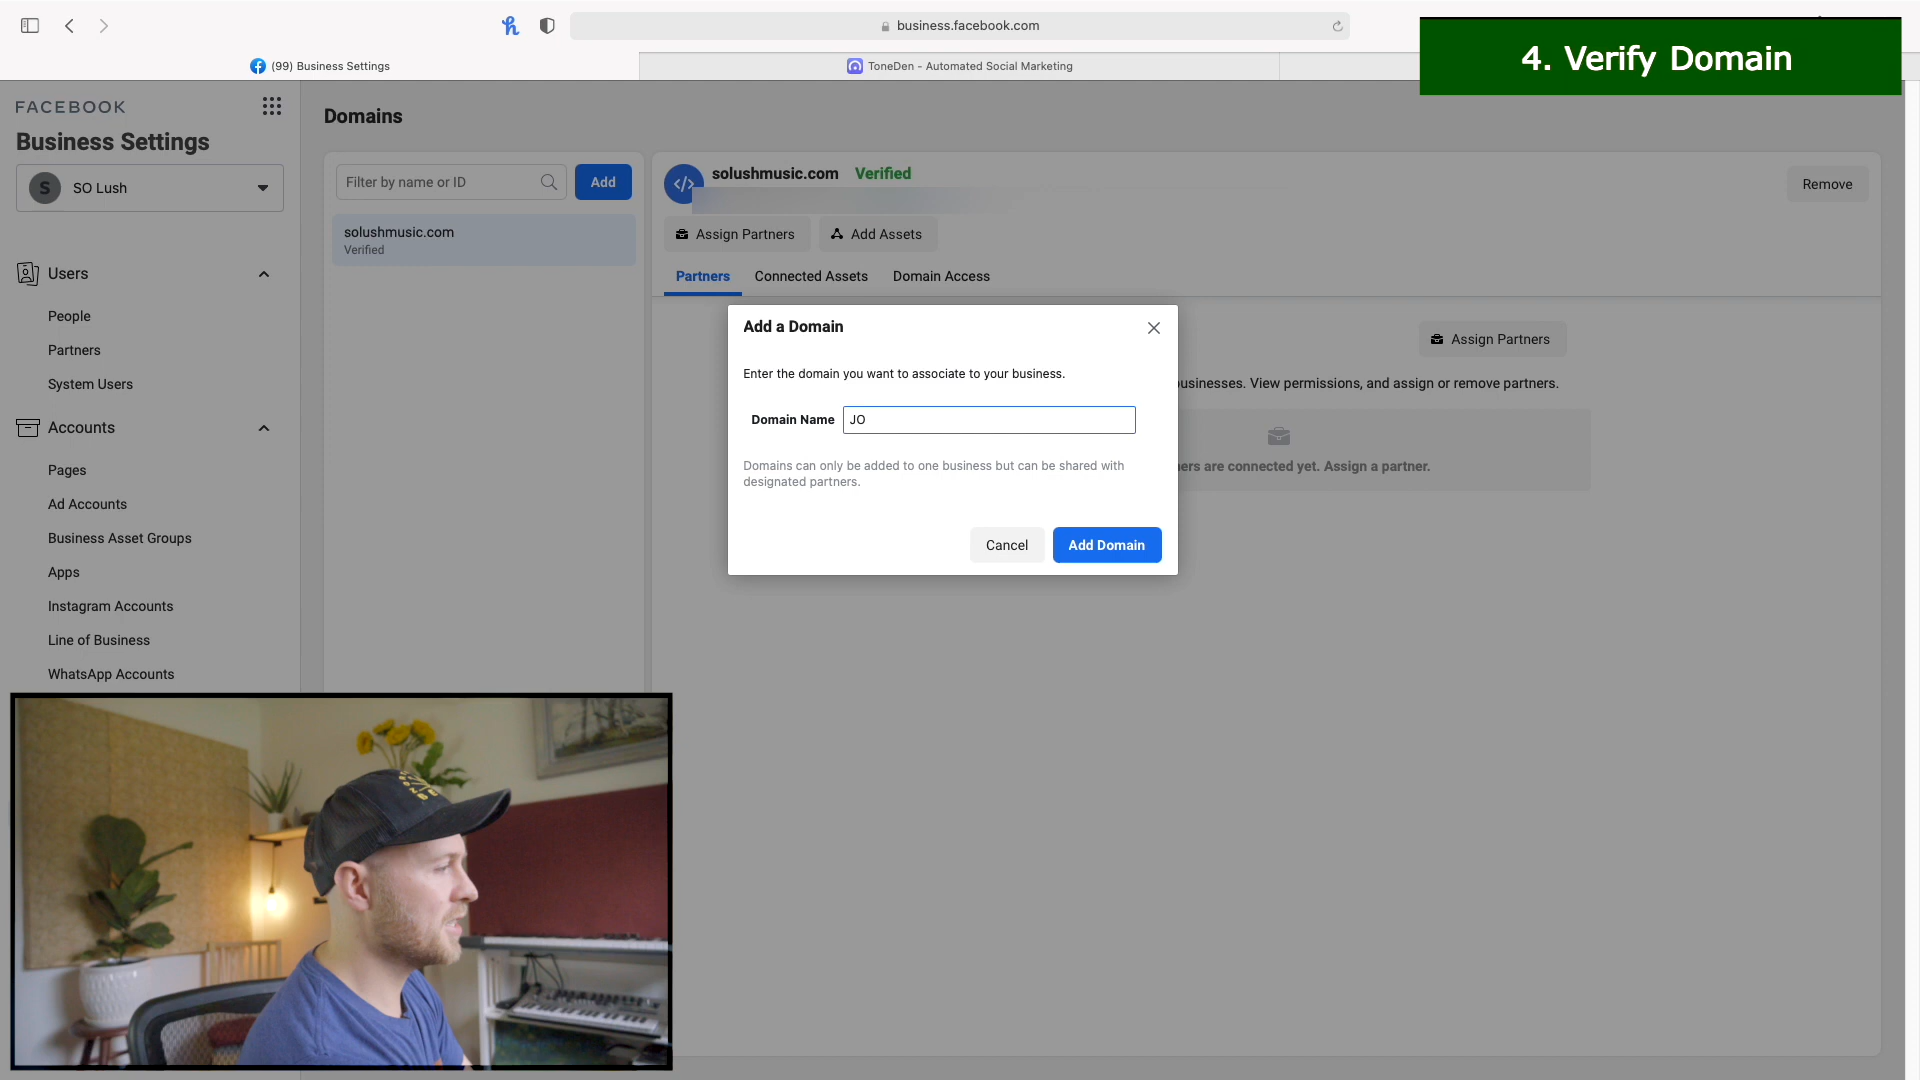 business.facebook.com
(99) Business Settings
ToneDen - Automated Social Marketing
4. Verify Domain
FACEBOOK
Business Settings
S
SO Lush
Users
People
Partners
System Users
Accounts
Pages
Ad Accounts
Business Asset Groups
Apps
Instagram Accounts
Line of Business
WhatsApp Accounts
Domains
Filter by name or ID
Add
solushmusic.com
Verified
solushmusic.com Verified
Remove
Assign Partners
Add Assets
Partners
Connected Assets
Domain Access
Assign Partners
usinesses. View permissions, and assign or remove partners.
ers are connected yet. Assign a partner.
Add a Domain
Enter the domain you want to associate to your business.
Domain Name
JO
Domains can only be added to one business but can be shared with
designated partners.
Cancel
Add Domain